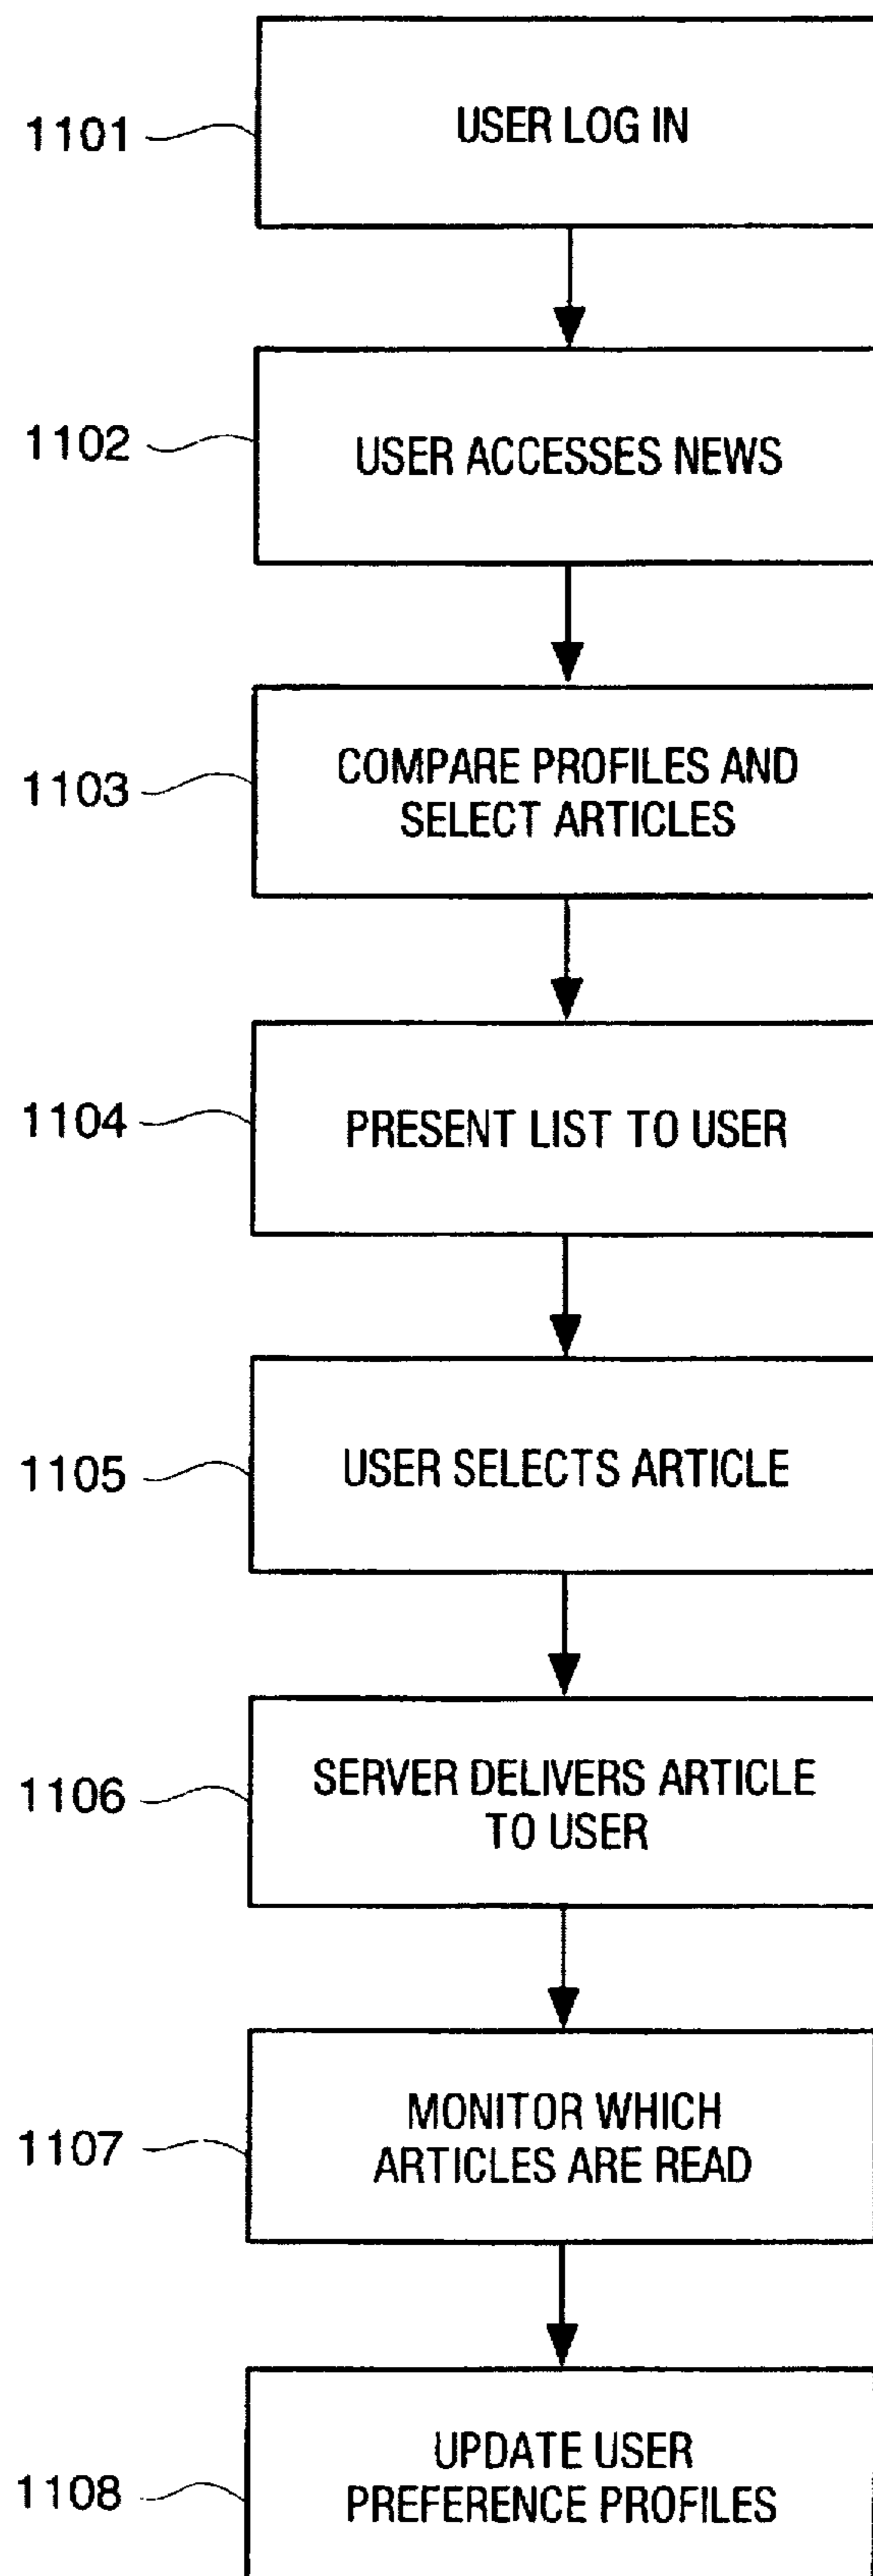 1101
USER LOG IN
1102
USER ACCESSES NEWS
1103
COMPARE PROFILES AND
SELECT ARTICLES
1104
PRESENT LIST TO USER
1105
USER SELECTS ARTICLE
1106
SERVER DELIVERS ARTICLE
TO USER
1107
MONITOR WHICH
ARTICLES ARE READ
1108
UPDATE USER
PREFERENCE PROFILES